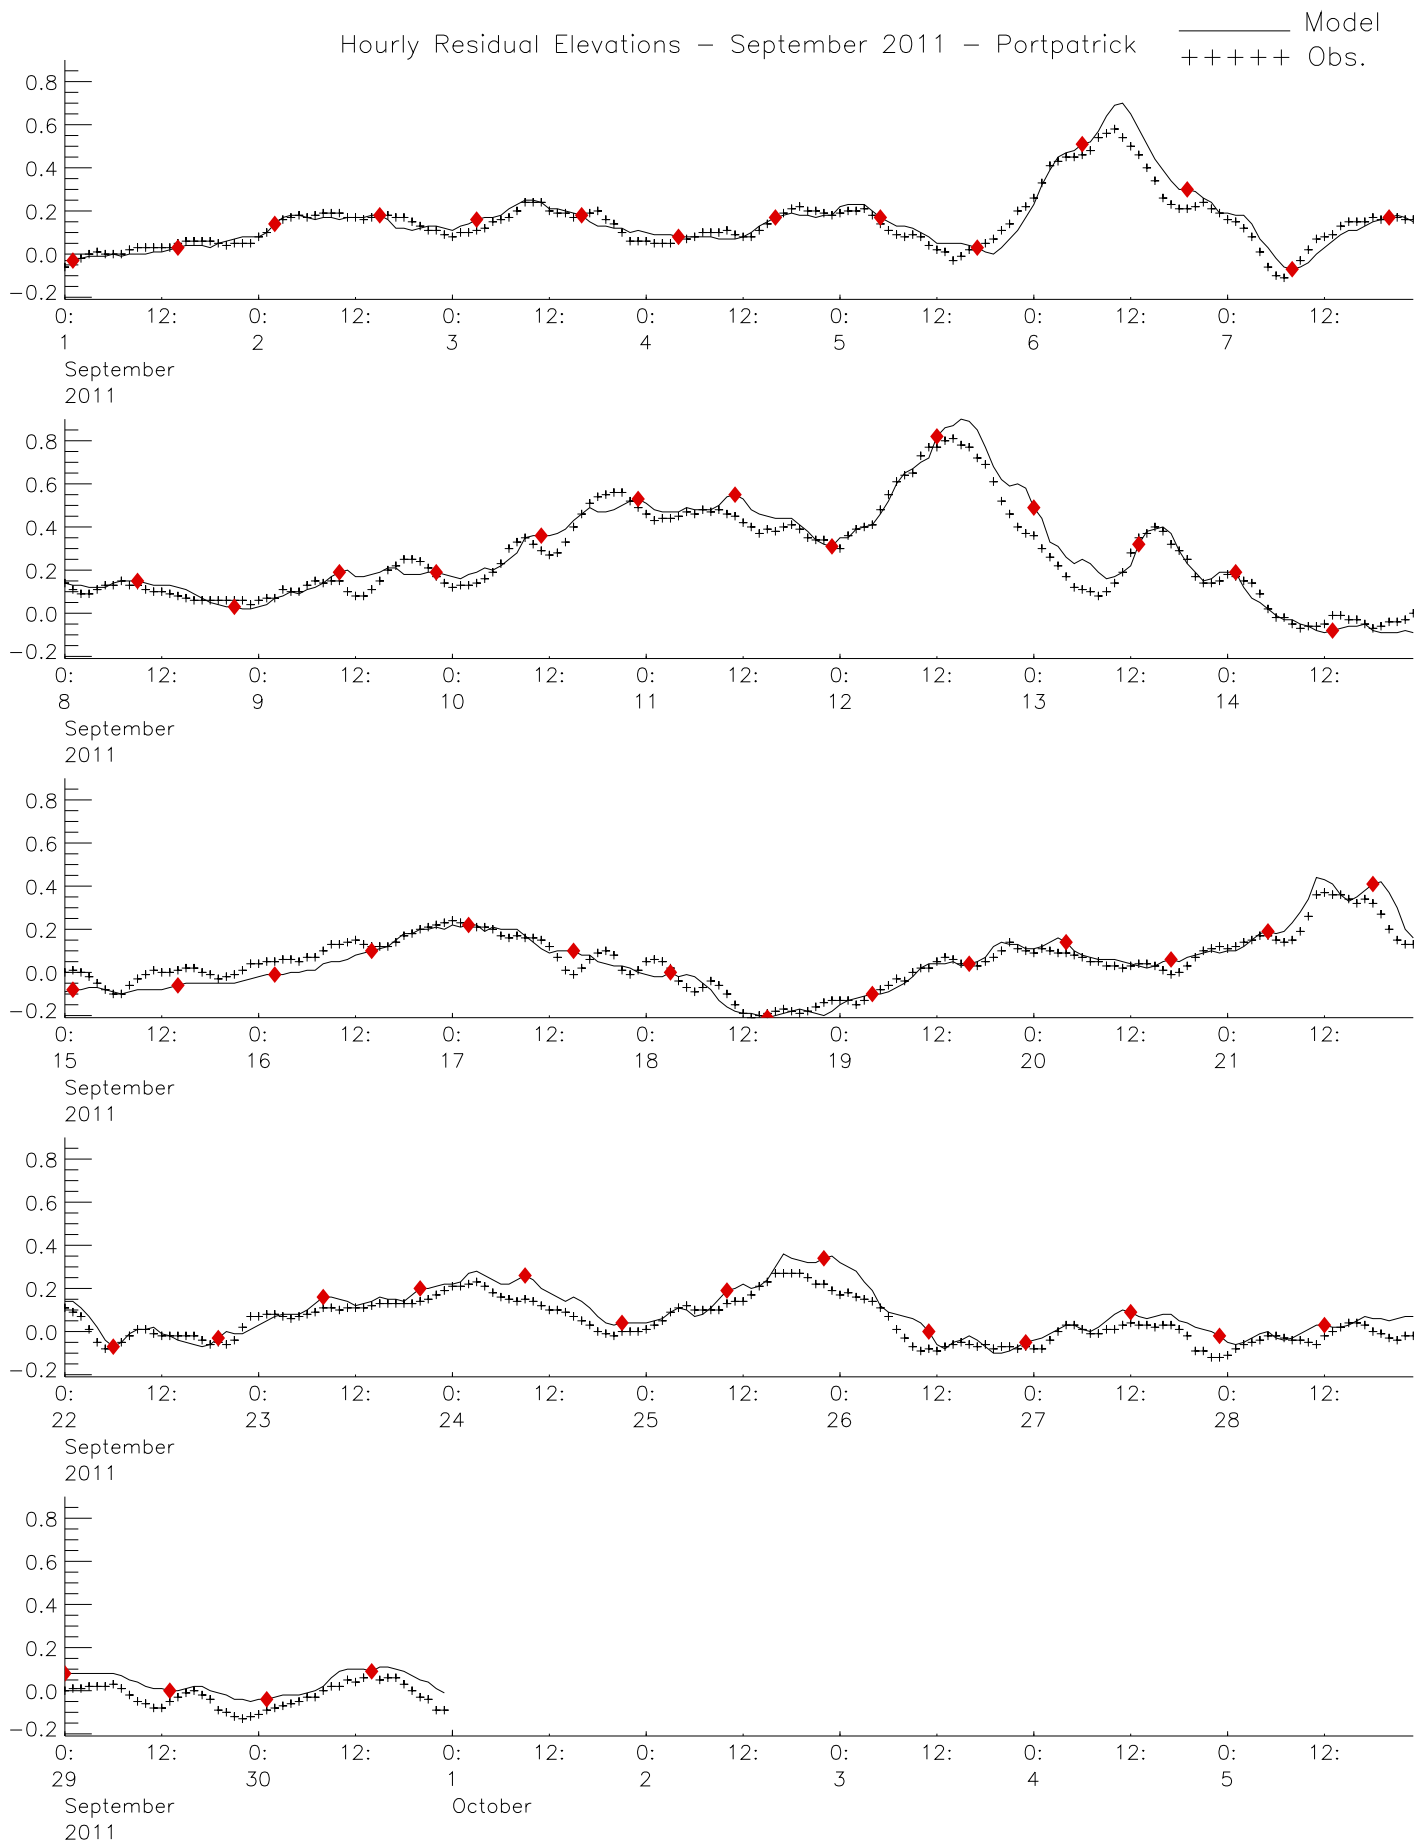 Hourly Residual Elevations – September 2011 – Portpatrick
Model
+++++ Obs.
0.8
0.6
0.4
0.2
0.0
−0.2
0: 12: 0: 12: 0: 12: 0: 12: 0: 12: 0: 12: 0: 12:
1 2 3 4 5 6 7
September
2011
0.8
0.6
0.4
0.2
0.0
−0.2
0: 12: 0: 12: 0: 12: 0: 12: 0: 12: 0: 12: 0: 12:
8 9 10 11 12 13 14
September
2011
0.8
0.6
0.4
0.2
0.0
−0.2
0: 12: 0: 12: 0: 12: 0: 12: 0: 12: 0: 12: 0: 12:
15 16 17 18 19 20 21
September
2011
0.8
0.6
0.4
0.2
0.0
−0.2
0: 12: 0: 12: 0: 12: 0: 12: 0: 12: 0: 12: 0: 12:
22 23 24 25 26 27 28
September
2011
0.8
0.6
0.4
0.2
0.0
−0.2
0: 12: 0: 12: 0: 12: 0: 12: 0: 12: 0: 12: 0: 12:
29 30 1 2 3 4 5
September October
2011